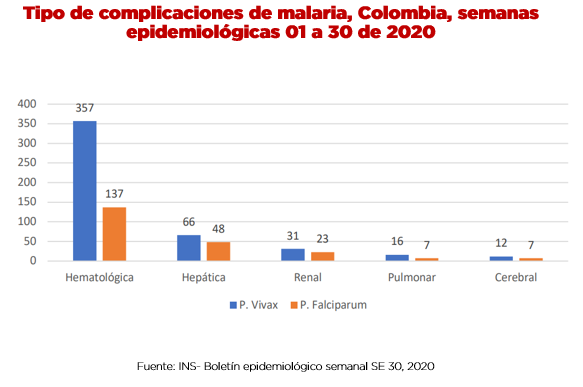 Tipo de complicaciones de malaria, Colombia, semanas
epidemiológicas 01 a 30 de 2020
400
350
300
250
200
150
100
50
0
357
137
66
48
31
23
16
7
12
7
Hematológica
Hepática
Renal
Pulmonar
Cerebral
P. Vivax
P. Falciparum
Fuente: INS- Boletín epidemiológico semanal SE 30, 2020